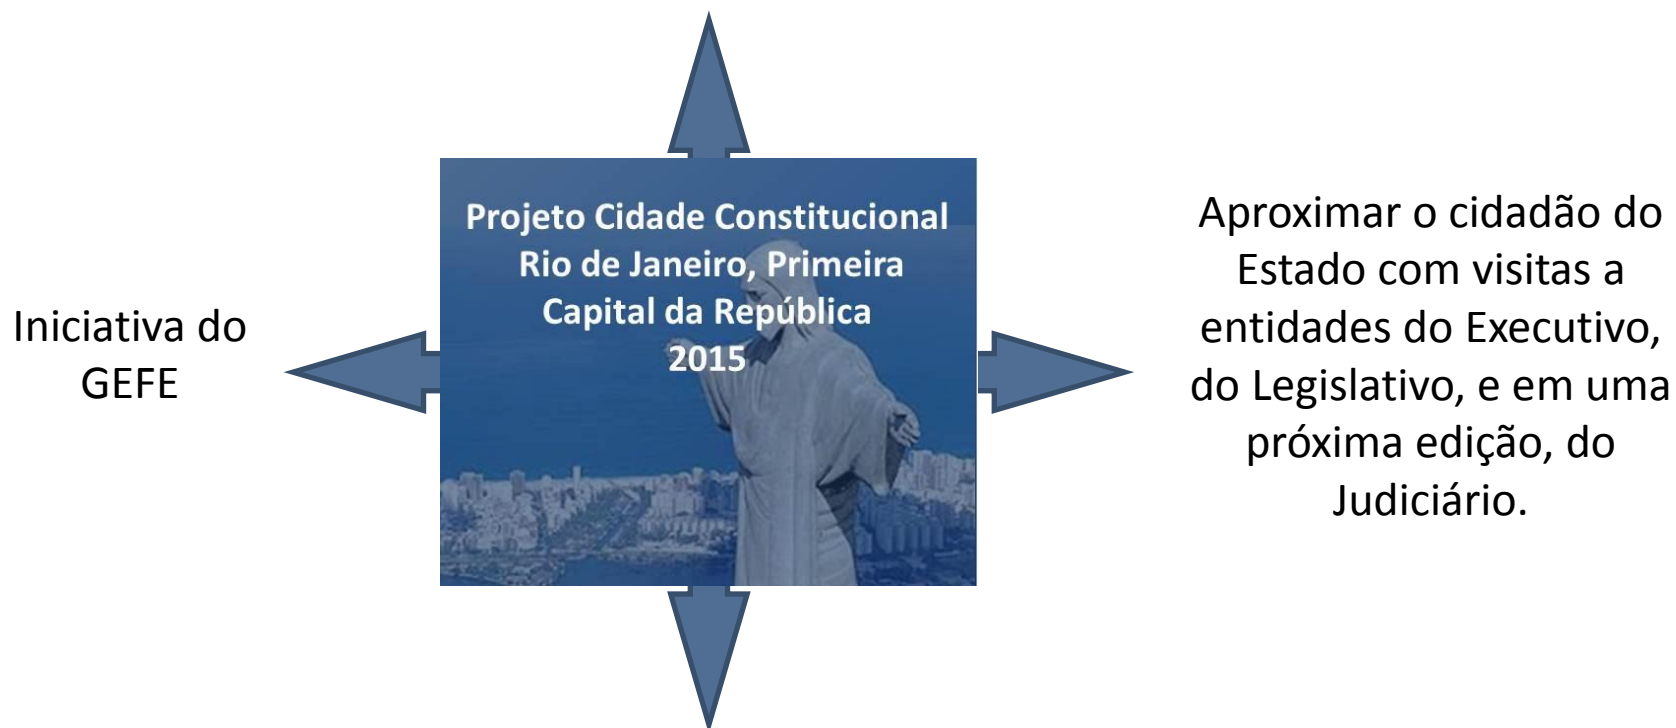 Projeto Cidade Constitucional
Rio de Janeiro, Primeira
Capital da República
2015
Iniciativa do
GEFE
Aproximar o cidadão do
Estado com visitas a
entidades do Executivo,
do Legislativo, e em uma
próxima edição, do
Judiciário.